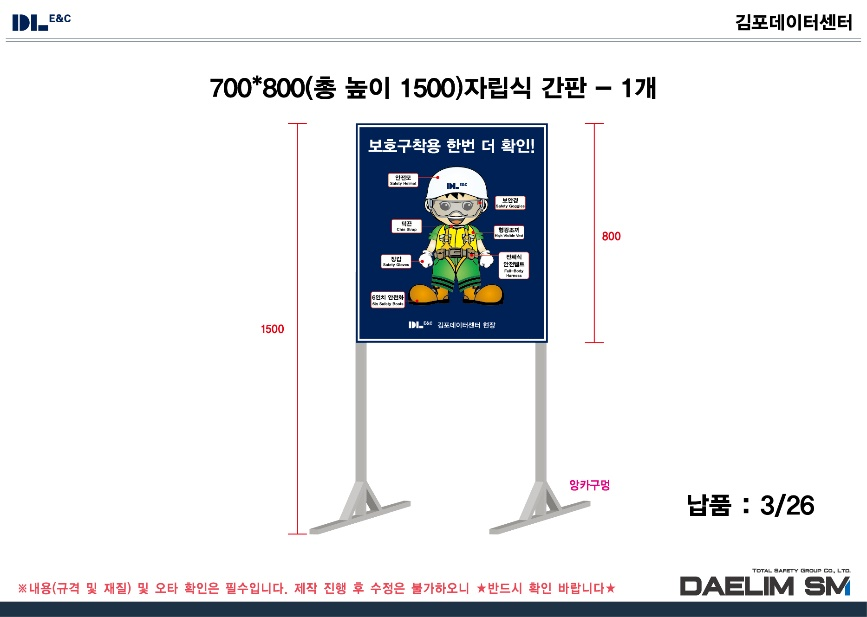 DL E&C
김포데이터센터
700*800(총 높이 1500)자립식 간판 – 1개
보호구착용 한번 더 확인!
안전모
Safety Helmet
DL E&C
보안경
Safety Goggles
턱끈
Chin Strap
형광조끼
High Visible Vest
장갑
Safety Gloves
전체식
안전벨트
Full-Body
Harness
6인치 안전화
6in Safety Boots
DL E&C 김포데이터센터 현장
800
1500
앙카구멍
납품 : 3/26
※내용(규격 및 재질) 및 오타 확인은 필수입니다. 제작 진행 후 수정은 불가하오니 ★반드시 확인 바랍니다★
TOTAL SAFETY GROUP CO., LTD.
DAELIM SM